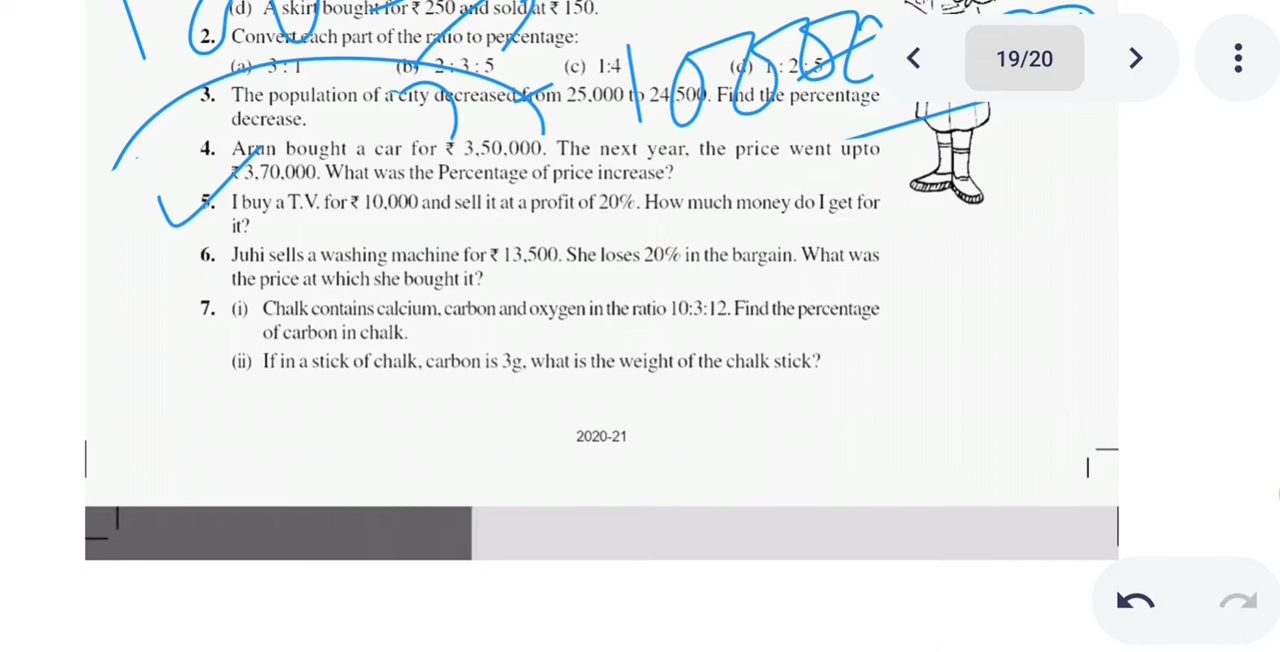 (d) A skirt bought for ₹ 250 and sold at ₹ 150.
2. Convert each part of the ratio to percentage:
(a) 3 : 1 (b) 2 : 3 : 5 (c) 1:4 (d) 1 : 2 : 5
3. The population of a city decreased from 25,000 to 24,500. Find the percentage
decrease.
4. Arun bought a car for ₹ 3,50,000. The next year, the price went upto
₹ 3,70,000. What was the Percentage of price increase?
5. I buy a T.V. for ₹ 10,000 and sell it at a profit of 20%. How much money do I get for
it?
6. Juhi sells a washing machine for ₹ 13,500. She loses 20% in the bargain. What was
the price at which she bought it?
7. (i) Chalk contains calcium, carbon and oxygen in the ratio 10:3:12. Find the percentage
of carbon in chalk.
(ii) If in a stick of chalk, carbon is 3g, what is the weight of the chalk stick?
2020-21
19/20